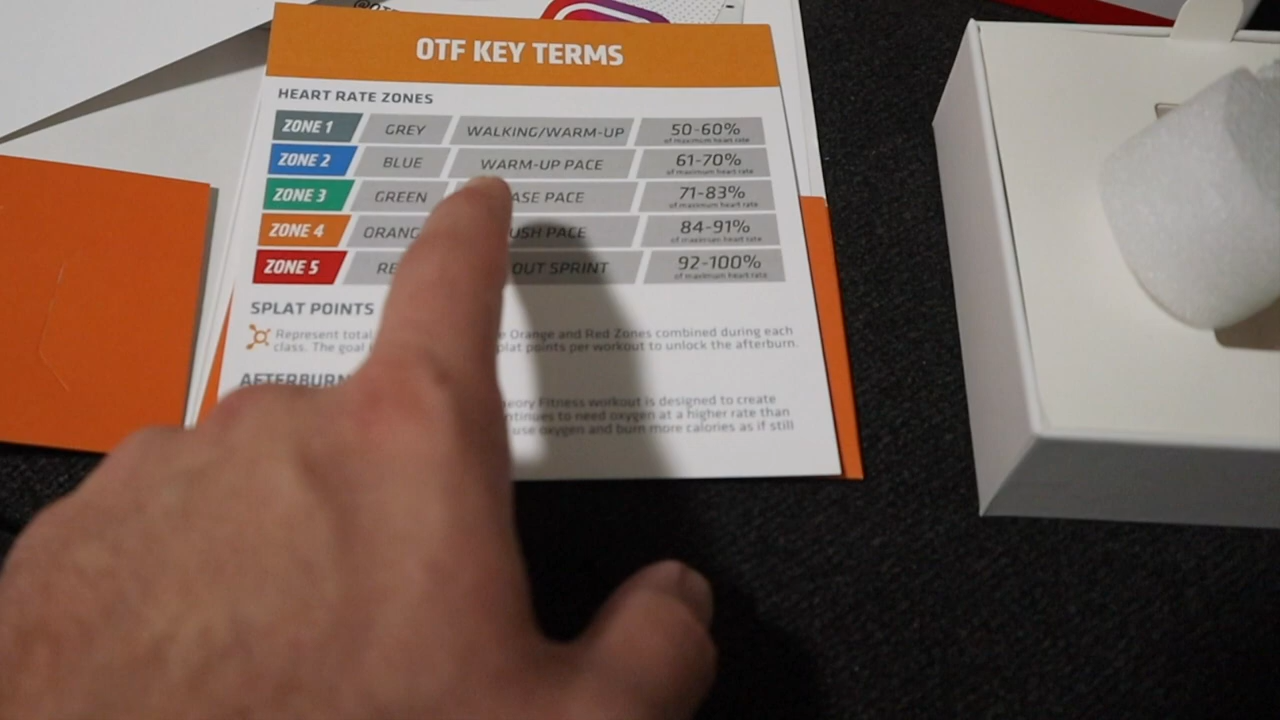 OTF KEY TERMS
HEART RATE ZONES
ZONE 1 GREY WALKING/WARM-UP 50-60% of maximum heart rate
ZONE 2 BLUE WARM-UP PACE 61-70% of maximum heart rate
ZONE 3 GREEN ASE PACE 71-83% of maximum heart rate
ZONE 4 ORANG USH PACE 84-91% of maximum heart rate
ZONE 5 RE OUT SPRINT 92-100% of maximum heart rate
SPLAT POINTS
Represent total e Orange and Red Zones combined during each
class. The goal plat points per workout to unlock the afterburn.
AFTERBURN
eory Fitness workout is designed to create
ntinues to need oxygen at a higher rate than
use oxygen and burn more calories as if still